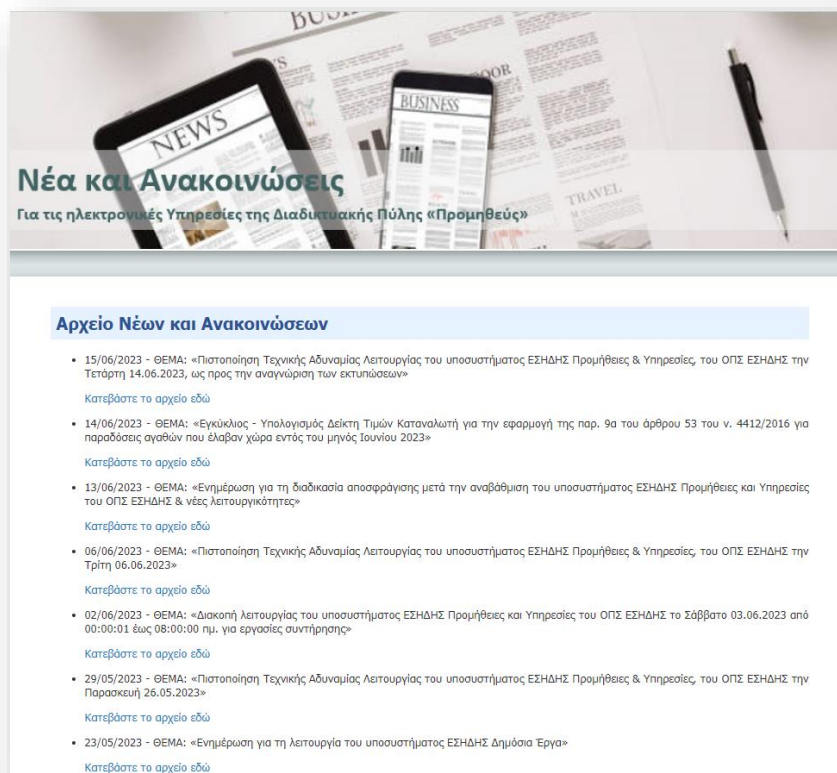 BUSIN
NEWS
BUSINESS
OOR
TRAVEL
Νέα και Ανακοινώσεις
Για τις ηλεκτρονικές Υπηρεσίες της Διαδικτυακής Πύλης «Προμηθεύς»
Αρχείο Νέων και Ανακοινώσεων
• 15/06/2023 - ΘΕΜΑ: «Πιστοποίηση Τεχνικής Αδυναμίας Λειτουργίας του υποσυστήματος ΕΣΗΔΗΣ Προμήθειες & Υπηρεσίες, του ΟΠΣ ΕΣΗΔΗΣ την
Τετάρτη 14.06.2023, ως προς την αναγνώριση των εκτυπώσεων»
Κατεβάστε το αρχείο εδώ
• 14/06/2023 - ΘΕΜΑ: «Εγκύκλιος - Υπολογισμός Δείκτη Τιμών Καταναλωτή για την εφαρμογή της παρ. 9α του άρθρου 53 του ν. 4412/2016 για
παραδόσεις αγαθών που έλαβαν χώρα εντός του μηνός Ιουνίου 2023»
Κατεβάστε το αρχείο εδώ
• 13/06/2023 - ΘΕΜΑ: «Ενημέρωση για τη διαδικασία αποσφράγισης μετά την αναβάθμιση του υποσυστήματος ΕΣΗΔΗΣ Προμήθειες και Υπηρεσίες
του ΟΠΣ ΕΣΗΔΗΣ & νέες λειτουργικότητες»
Κατεβάστε το αρχείο εδώ
• 06/06/2023 - ΘΕΜΑ: «Πιστοποίηση Τεχνικής Αδυναμίας Λειτουργίας του υποσυστήματος ΕΣΗΔΗΣ Προμήθειες & Υπηρεσίες, του ΟΠΣ ΕΣΗΔΗΣ την
Τρίτη 06.06.2023»
Κατεβάστε το αρχείο εδώ
• 02/06/2023 - ΘΕΜΑ: «Διακοπή λειτουργίας του υποσυστήματος ΕΣΗΔΗΣ Προμήθειες και Υπηρεσίες του ΟΠΣ ΕΣΗΔΗΣ το Σάββατο 03.06.2023 από
00:00:01 έως 08:00:00 πμ. για εργασίες συντήρησης»
Κατεβάστε το αρχείο εδώ
• 29/05/2023 - ΘΕΜΑ: «Πιστοποίηση Τεχνικής Αδυναμίας Λειτουργίας του υποσυστήματος ΕΣΗΔΗΣ Προμήθειες & Υπηρεσίες, του ΟΠΣ ΕΣΗΔΗΣ την
Παρασκευή 26.05.2023»
Κατεβάστε το αρχείο εδώ
• 23/05/2023 - ΘΕΜΑ: «Ενημέρωση για τη λειτουργία του υποσυστήματος ΕΣΗΔΗΣ Δημόσια Έργα»
Κατεβάστε το αρχείο εδώ